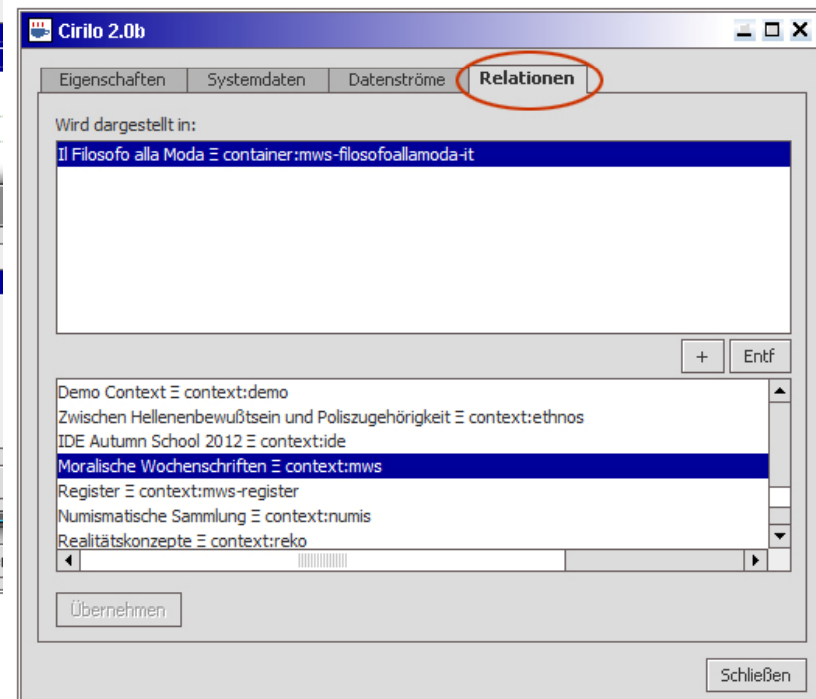 Cirilo 2.0b
Eigenschaften Systemdaten Datenströme Relationen
Wird dargestellt in:
Il Filosofo alla Moda Ξ container:mws-filosofoallamoda-it
+ Entf
Demo Context Ξ context:demo
Zwischen Hellenenbewußtsein und Poliszugehörigkeit Ξ context:ethnos
IDE Autumn School 2012 Ξ context:ide
Moralische Wochenschriften Ξ context:mws
Register Ξ context:mws-register
Numismatische Sammlung Ξ context:numis
Realitätskonzepte Ξ context:reko
Übernehmen
Schließen